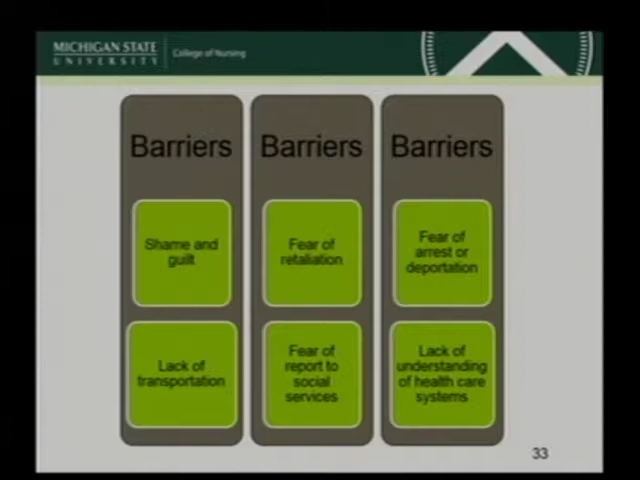 MICHIGAN STATE
UNIVERSITY
College of Nursing
Barriers
Barriers
Barriers
Shame and
guilt
Fear of
retaliation
Fear of
arrest or
deportation
Lack of
transportation
Fear of
report to
social
services
Lack of
understanding
of health care
systems
33